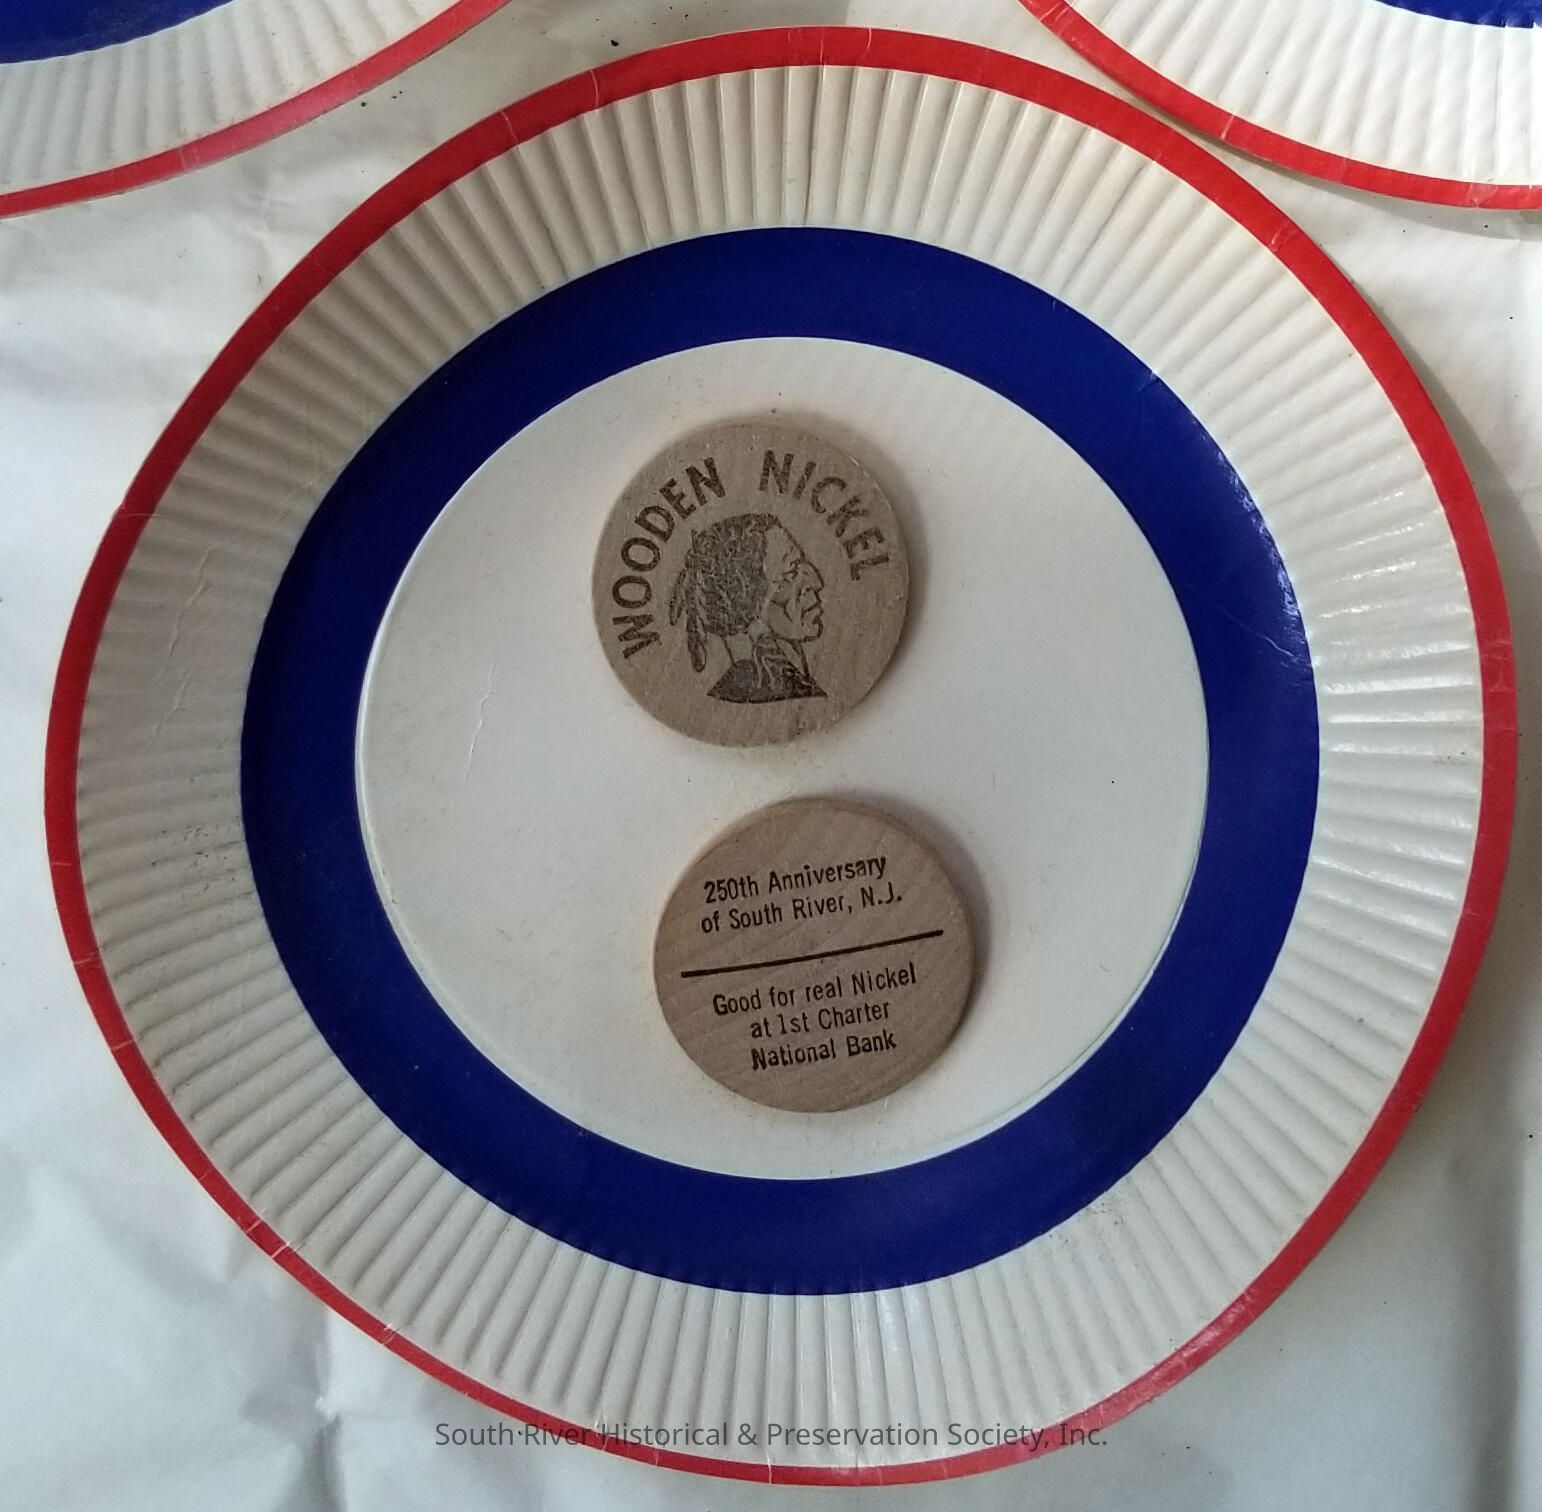 WOODEN NICKEL
250th Anniversary
of South River, N.J.
Good for real Nickel
at 1st Charter
National Bank
South River Historical & Preservation Society, Inc.